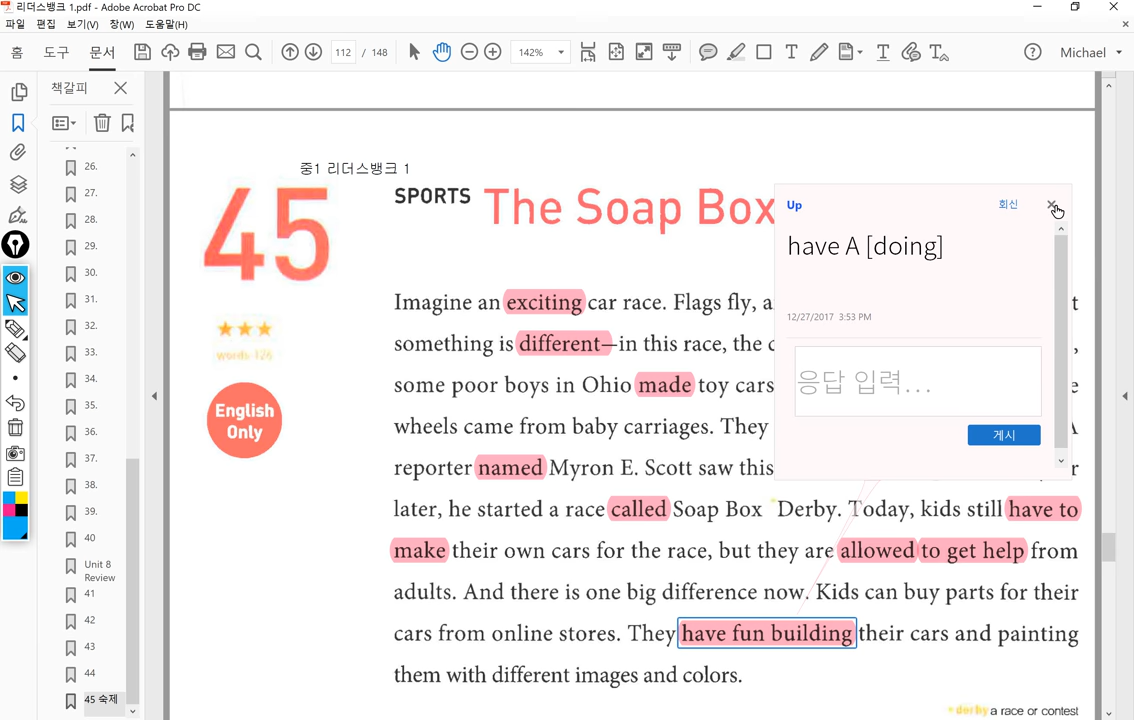 리더스뱅크 1.pdf - Adobe Acrobat Pro DC
파일 편집 보기(V) 창(W) 도움말(H)
홈 도구 문서 112 / 148 142% Michael
책갈피
26.
27.
28.
29.
30.
31.
32.
33.
34.
35.
36.
37.
38.
39.
40
Unit 8
Review
41
42
43
44
45 숙제
중1 리더스뱅크 1
45
SPORTS The Soap Box
words-126
English
Only
Up 회신
have A [doing]
12/27/2017 3:53 PM
응답 입력...
게시
Imagine an exciting car race. Flags fly, a t
something is different—in this race, the c ,
some poor boys in Ohio made toy cars e
wheels came from baby carriages. They A
reporter named Myron E. Scott saw this r
later, he started a race called Soap Box *Derby. Today, kids still have to
make their own cars for the race, but they are allowed to get help from
adults. And there is one big difference now. Kids can buy parts for their
cars from online stores. They have fun building their cars and painting
them with different images and colors.
* derby a race or contest